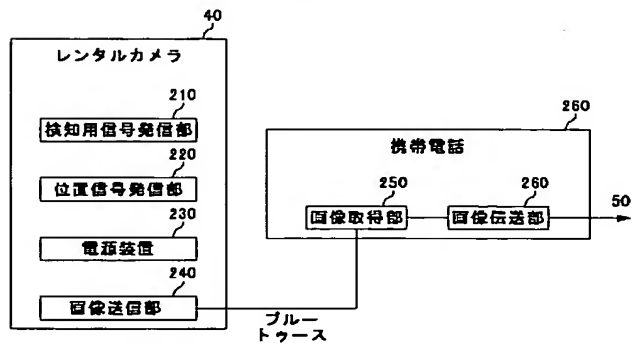 40
レンタルカメラ
210
検知用信号発信部
220
位置信号発信部
230
電源装置
240
画像送信部
ブルー
トゥース
260
携帯電話
250
画像取得部
260
画像伝送部
50